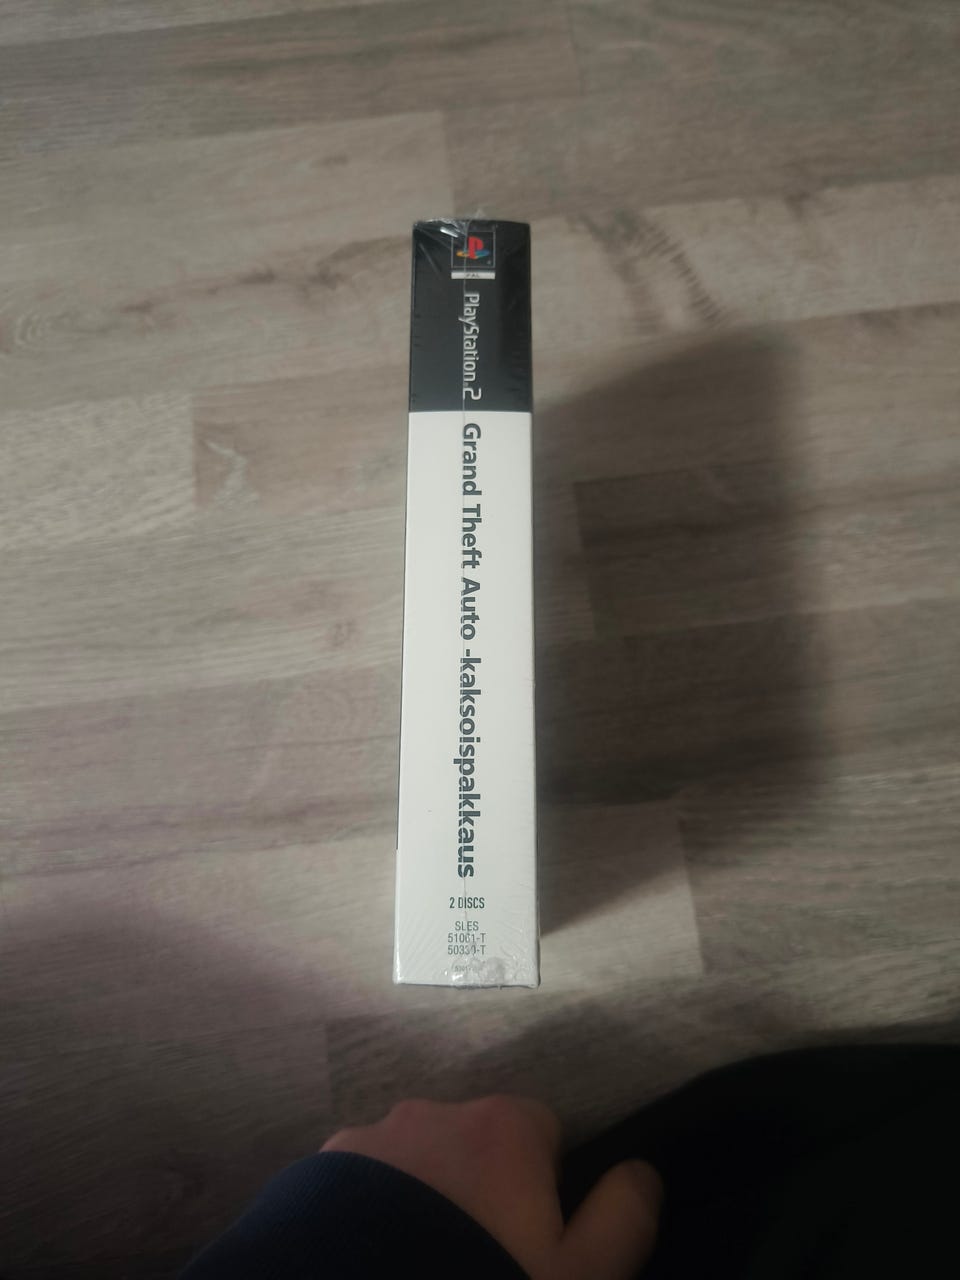 PAL
PlayStation.2
Grand Theft Auto -kaksoispakkaus
2 DISCS
SLES
51061-T
50330-T